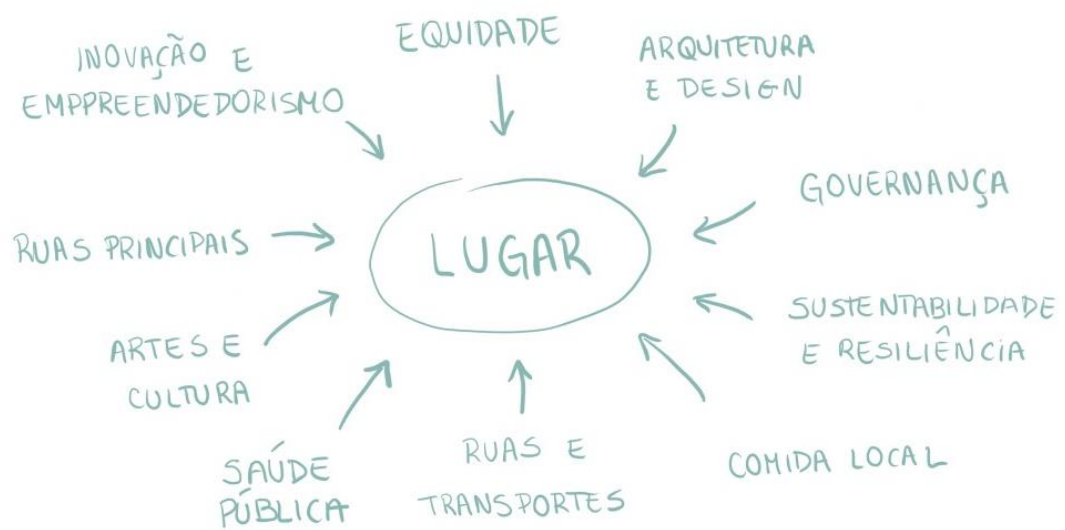 INOVAÇÃO E
EMPPREENDEDORISMO
EQUIDADE
ARQUITETURA
E DESIGN
GOVERNANÇA
RUAS PRINCIPAIS
LUGAR
SUSTENTABILIDADE
E RESILIÊNCIA
ARTES E
CULTURA
SAÚDE
PÚBLICA
RUAS E
TRANSPORTES
COMIDA LOCAL